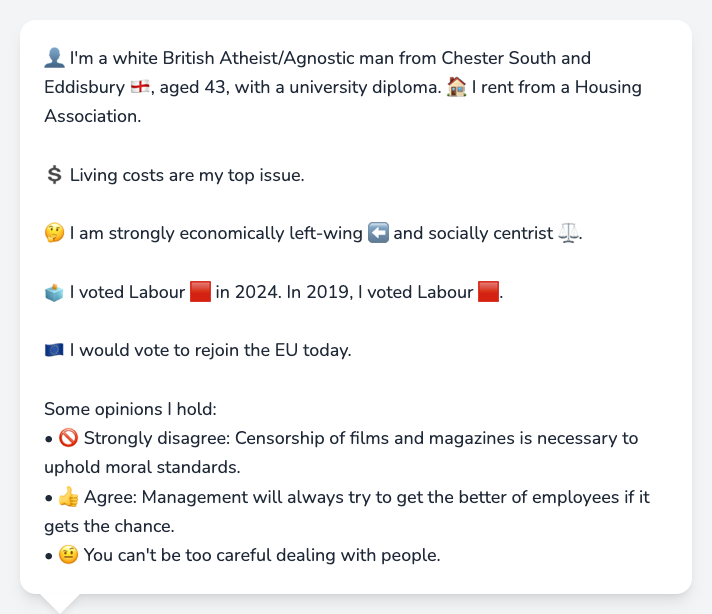 👤 I'm a white British Atheist/Agnostic man from Chester South and
Eddisbury 🏴󠁧󠁢󠁥󠁮󠁧󠁿, aged 43, with a university diploma. 🏠 I rent from a Housing
Association.
💲 Living costs are my top issue.
🤔 I am strongly economically left-wing ⬅️ and socially centrist ⚖️.
🗳️ I voted Labour 🟥 in 2024. In 2019, I voted Labour 🟥.
🇪🇺 I would vote to rejoin the EU today.
Some opinions I hold:
• 🚫 Strongly disagree: Censorship of films and magazines is necessary to
uphold moral standards.
• 👍 Agree: Management will always try to get the better of employees if it
gets the chance.
• 🤨 You can't be too careful dealing with people.